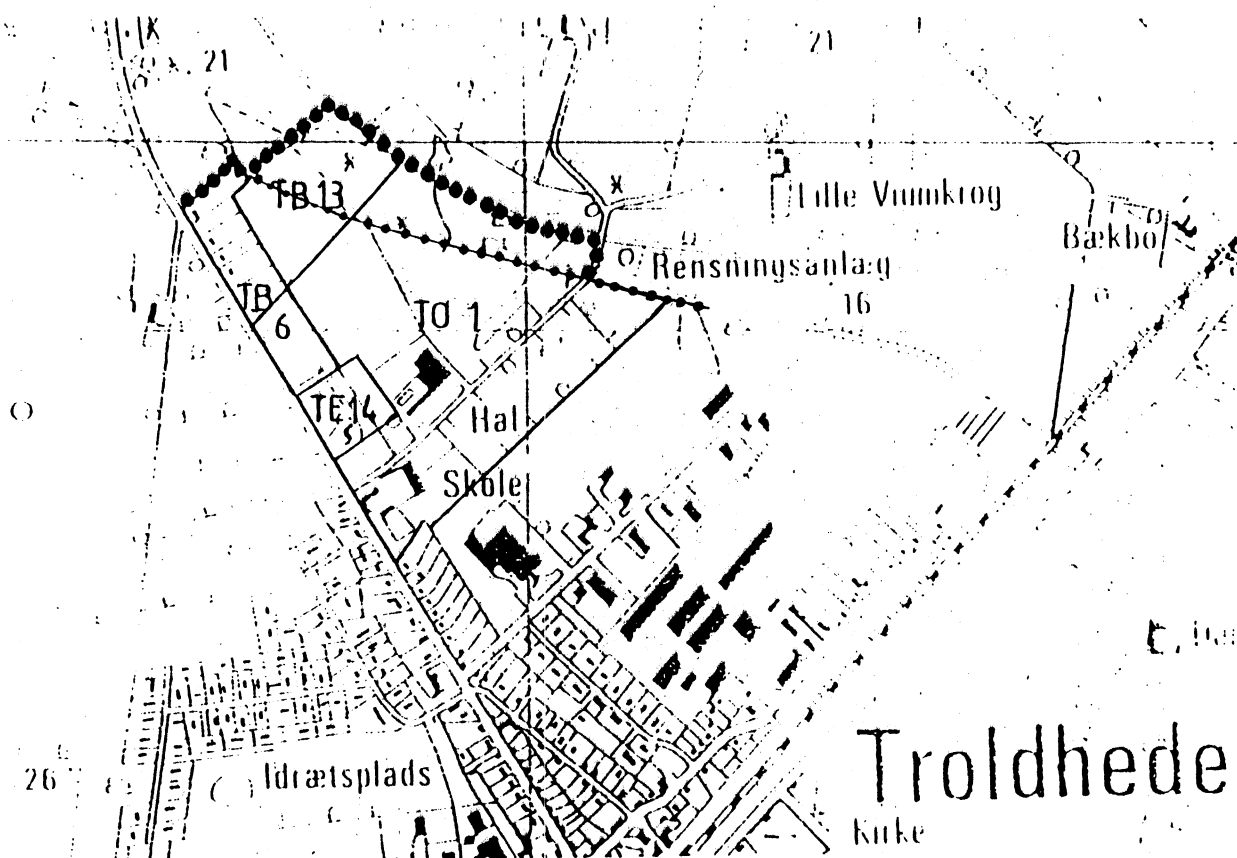 21
21
TB 13
Lille Viumkrog
Bækbo
Rensningsanlæg
16
TB
6
TO 1
TE 14
Hal
Skole
Troldhede
26
Idrætsplads
Kirke